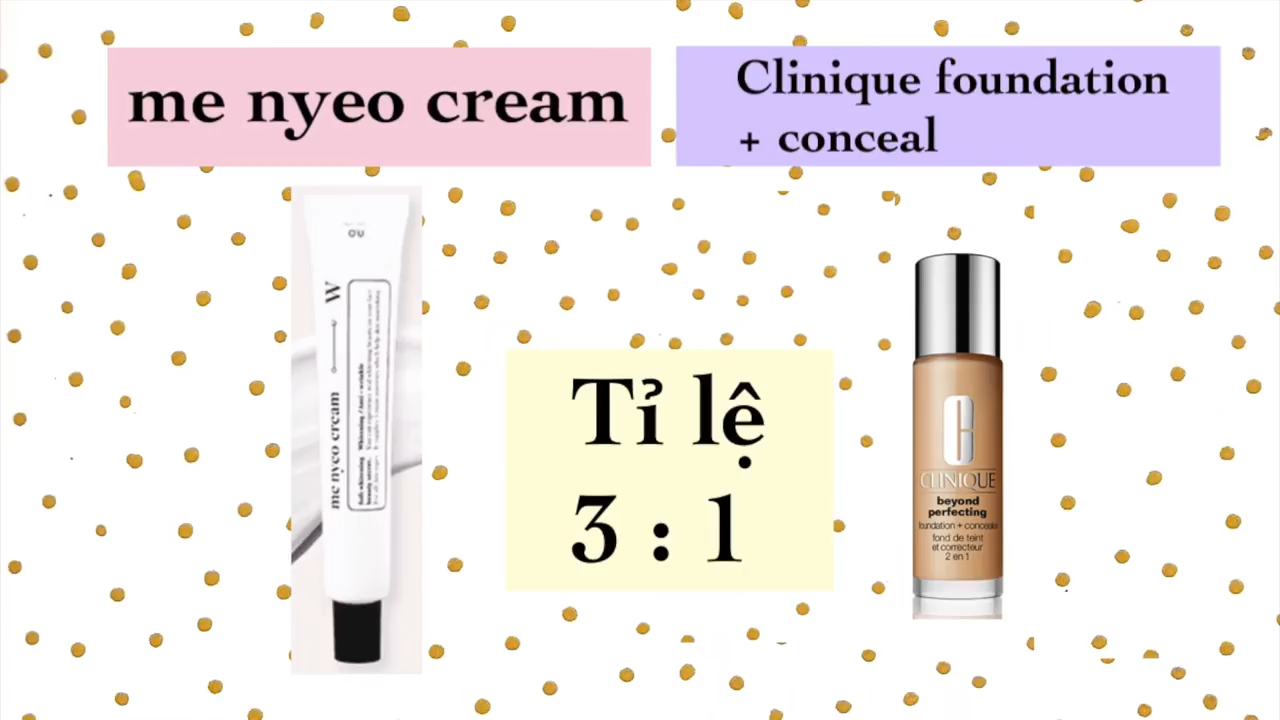 me nyeo cream
Clinique foundation
+ conceal
Tỉ lệ
3 : 1
W
me nyeo cream
CLINIQUE
beyond
perfecting
foundation + concealer
fond de teint
et correcteur
2 en 1